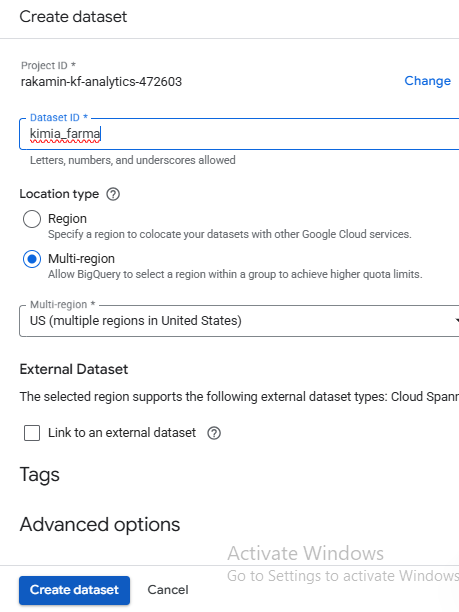 Create dataset
Project ID *
rakamin-kf-analytics-472603
Change
Dataset ID *
kimia_farma
Letters, numbers, and underscores allowed
Location type
Region
Specify a region to colocate your datasets with other Google Cloud services.
Multi-region
Allow BigQuery to select a region within a group to achieve higher quota limits.
Multi-region *
US (multiple regions in United States)
External Dataset
The selected region supports the following external dataset types: Cloud Spann
Link to an external dataset
Tags
Advanced options
Activate Windows
Go to Settings to activate Windows
Create dataset
Cancel